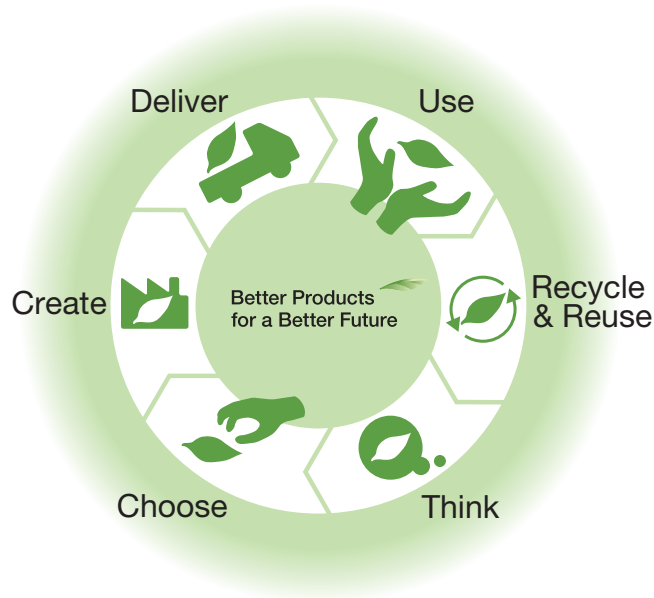 Deliver
Use
Create
Better Products
for a Better Future
Recycle
& Reuse
Choose
Think